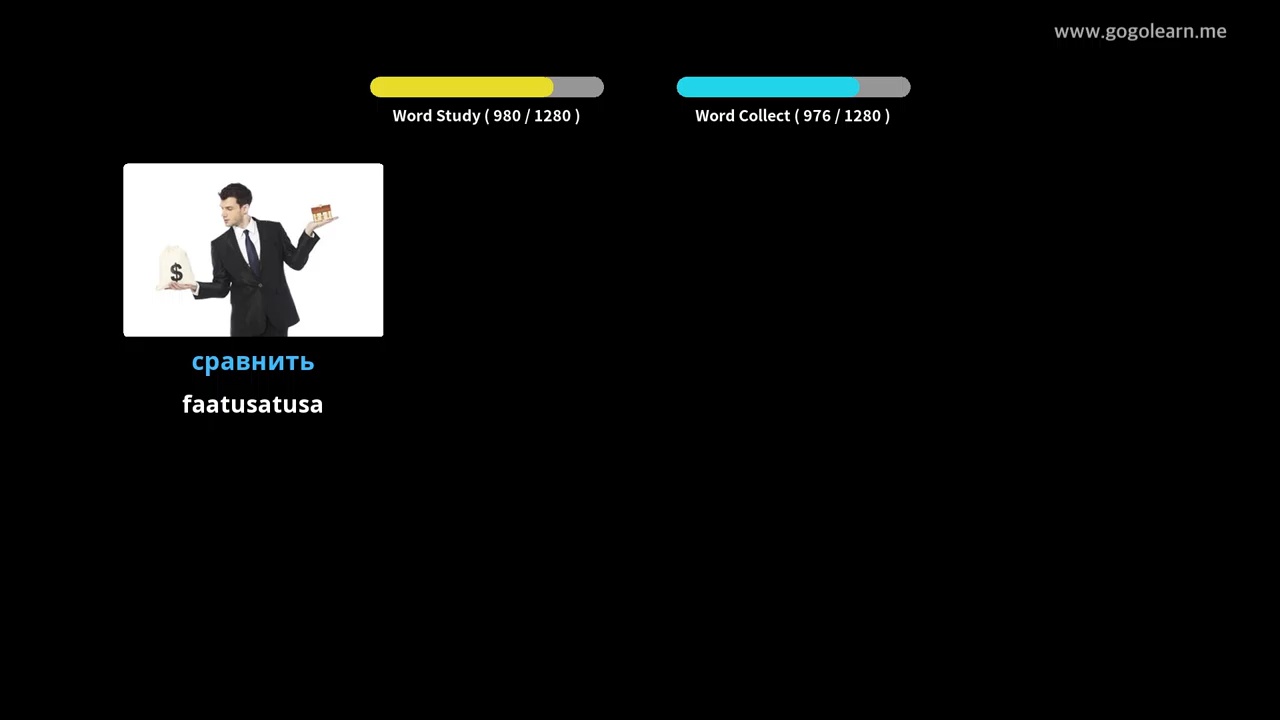 www.gogolearn.me
Word Study ( 980 / 1280 )
Word Collect ( 976 / 1280 )
$
сравнить
faatusatusa